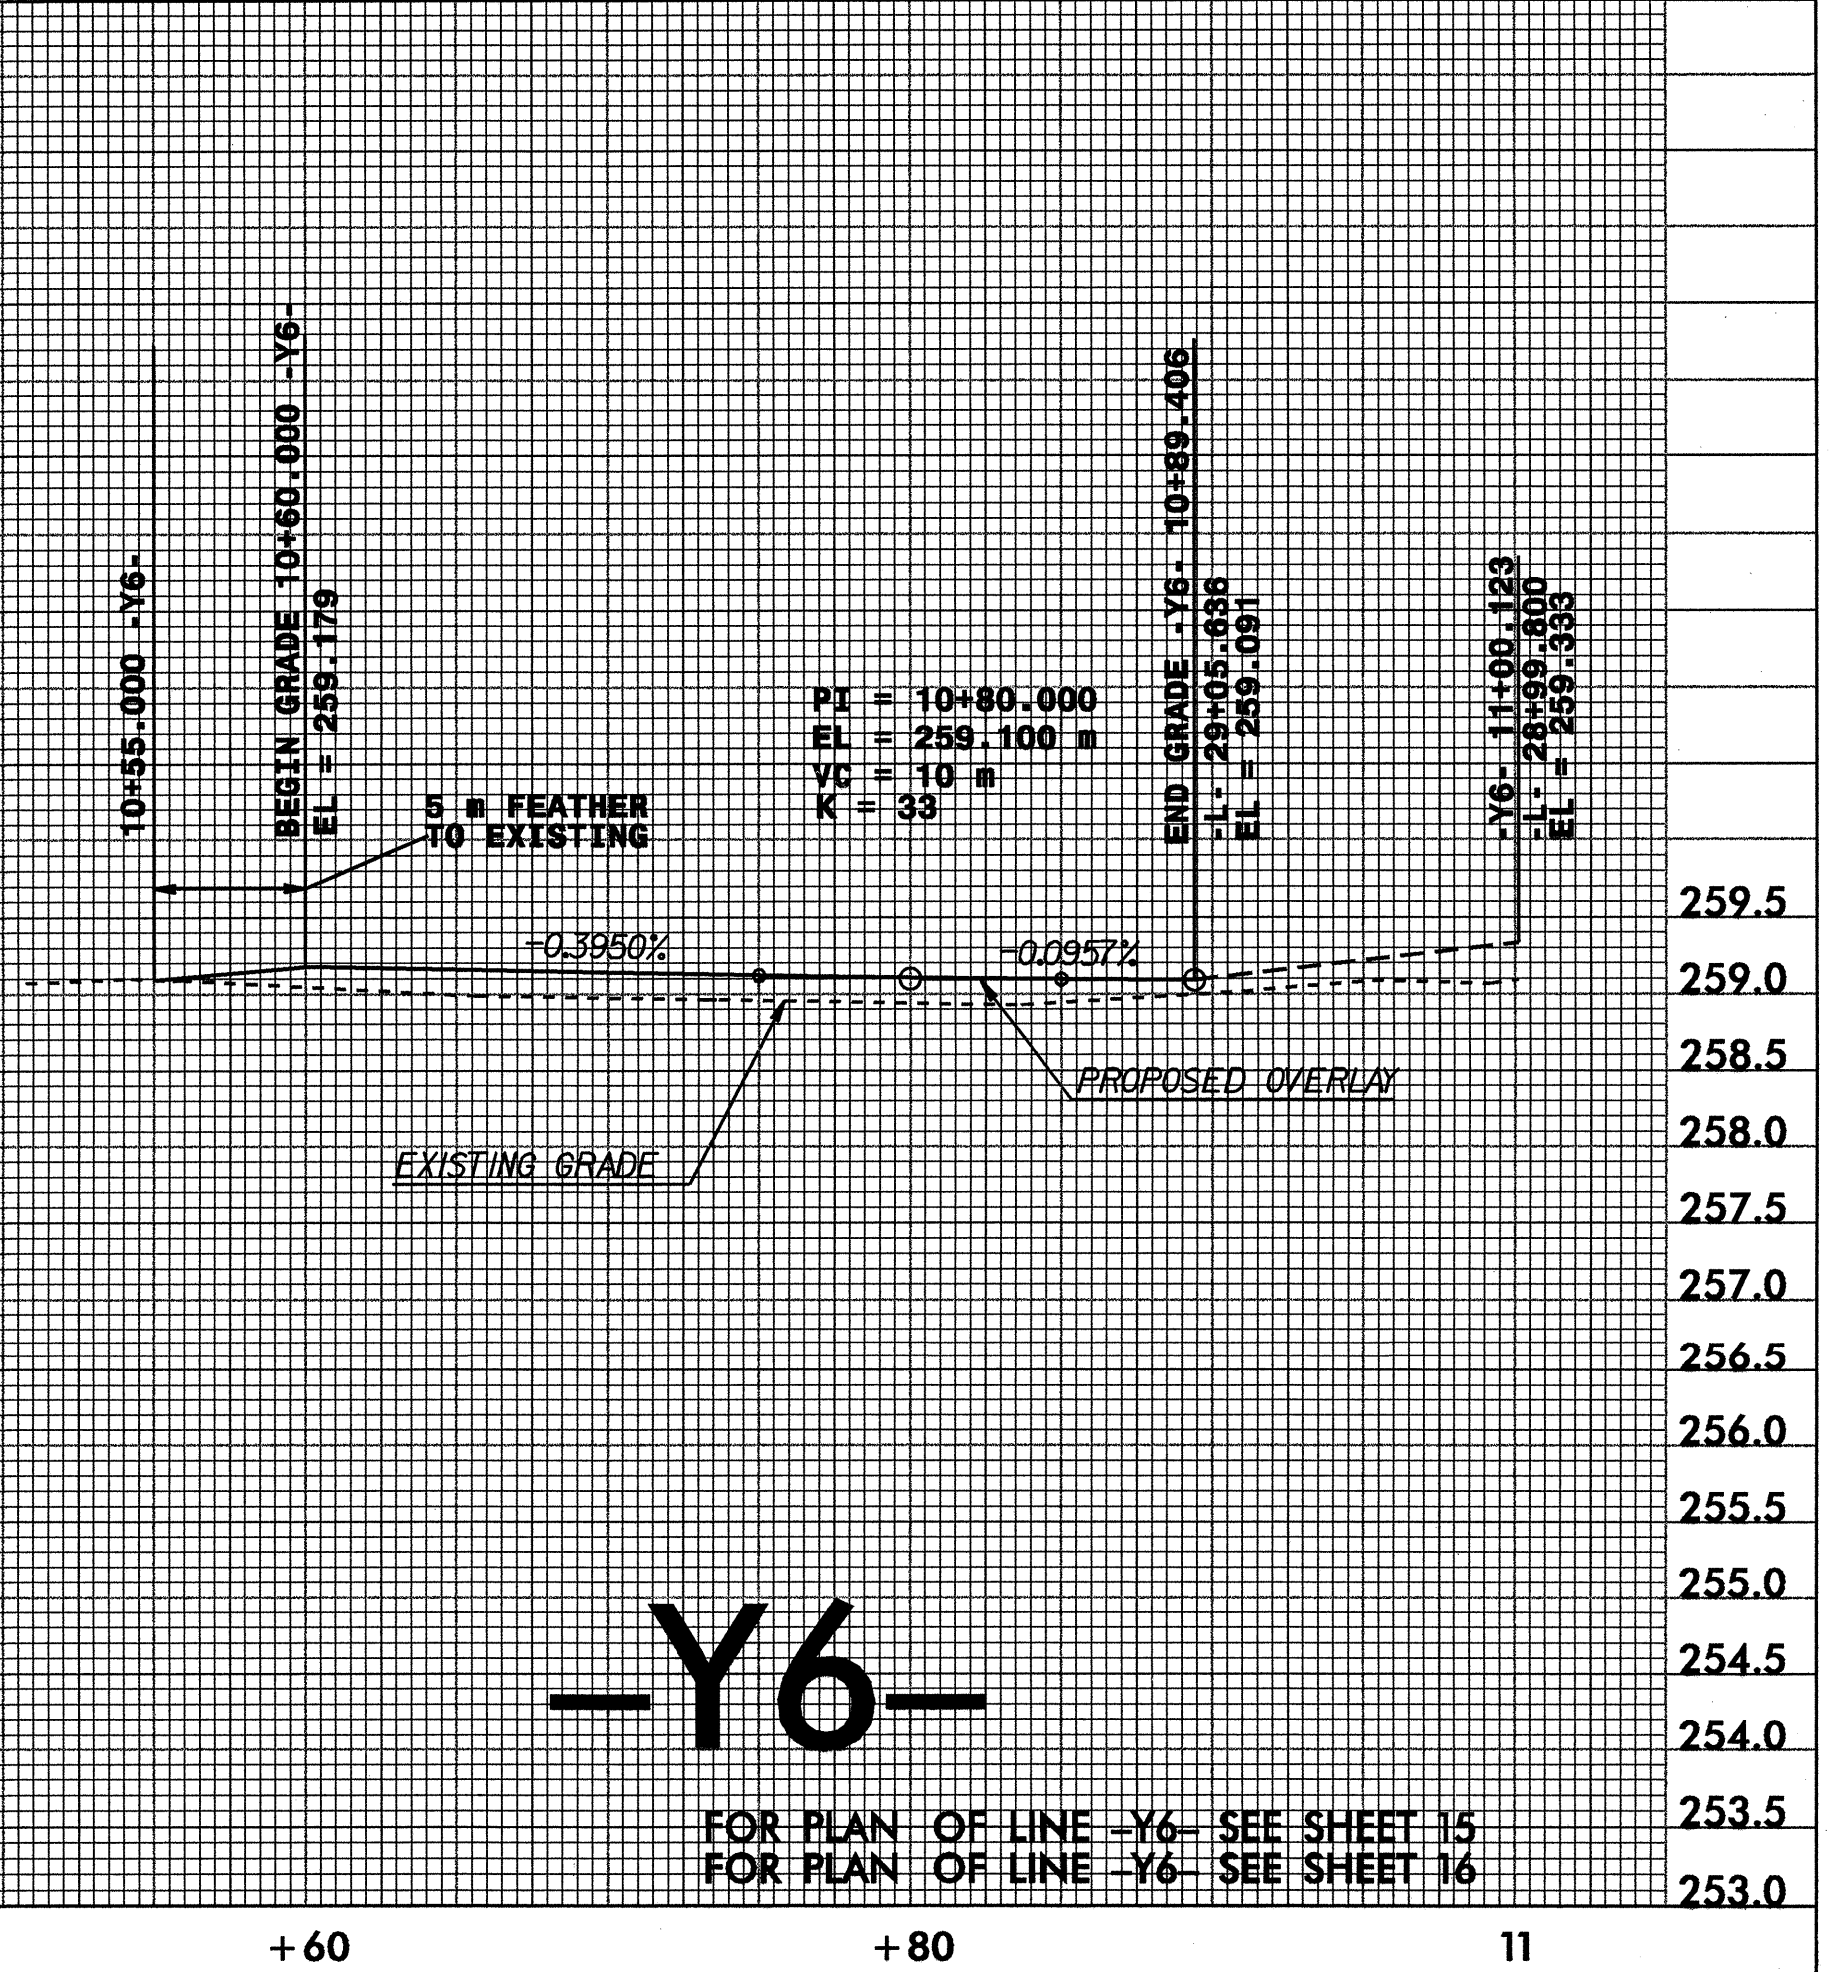 10+55.000 -Y6-
BEGIN GRADE 10+60.000 -Y6-
EL = 259.179
5 m FEATHER
TO EXISTING
PI = 10+80.000
EL = 259.100 m
VC = 10 m
K = 33
END GRADE -Y6- 10+89.406
-L- 29+05.636
EL = 259.091
-Y6- 11+00.123
-L- 28+99.800
EL = 259.333
-0.3950%
-0.0957%
PROPOSED OVERLAY
EXISTING GRADE
259.5
259.0
258.5
258.0
257.5
257.0
256.5
256.0
255.5
255.0
254.5
254.0
253.5
253.0
-Y6-
FOR PLAN OF LINE -Y6- SEE SHEET 15
FOR PLAN OF LINE -Y6- SEE SHEET 16
+60
+80
11